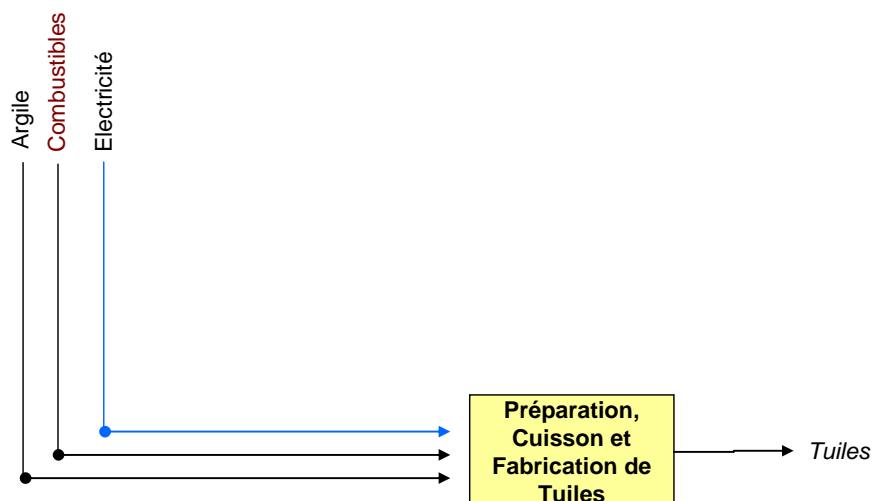 Argile
Combustibles
Electricité
Préparation,
Cuisson et
Fabrication de
Tuiles
Tuiles